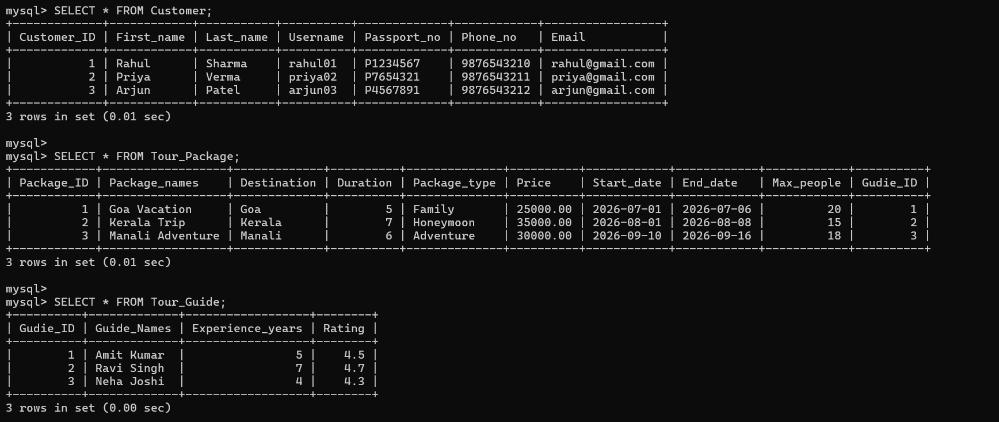 mysql> SELECT * FROM Customer;
+-------------+------------+-----------+----------+-------------+------------+-----------------+
| Customer_ID | First_name | Last_name | Username | Passport_no | Phone_no   | Email           |
+-------------+------------+-----------+----------+-------------+------------+-----------------+
|           1 | Rahul      | Sharma    | rahul01  | P1234567    | 9876543210 | rahul@gmail.com |
|           2 | Priya      | Verma     | priya02  | P7654321    | 9876543211 | priya@gmail.com |
|           3 | Arjun      | Patel     | arjun03  | P4567891    | 9876543212 | arjun@gmail.com |
+-------------+------------+-----------+----------+-------------+------------+-----------------+
3 rows in set (0.01 sec)

mysql>
mysql> SELECT * FROM Tour_Package;
+------------+------------------+-------------+----------+--------------+----------+------------+------------+------------+----------+
| Package_ID | Package_names    | Destination | Duration | Package_type | Price    | Start_date | End_date   | Max_people | Gudie_ID |
+------------+------------------+-------------+----------+--------------+----------+------------+------------+------------+----------+
|          1 | Goa Vacation     | Goa         |        5 | Family       | 25000.00 | 2026-07-01 | 2026-07-06 |         20 |        1 |
|          2 | Kerala Trip      | Kerala      |        7 | Honeymoon    | 35000.00 | 2026-08-01 | 2026-08-08 |         15 |        2 |
|          3 | Manali Adventure | Manali      |        6 | Adventure    | 30000.00 | 2026-09-10 | 2026-09-16 |         18 |        3 |
+------------+------------------+-------------+----------+--------------+----------+------------+------------+------------+----------+
3 rows in set (0.01 sec)

mysql>
mysql> SELECT * FROM Tour_Guide;
+----------+-------------+------------------+--------+
| Gudie_ID | Guide_Names | Experience_years | Rating |
+----------+-------------+------------------+--------+
|        1 | Amit Kumar  |                5 |    4.5 |
|        2 | Ravi Singh  |                7 |    4.7 |
|        3 | Neha Joshi  |                4 |    4.3 |
+----------+-------------+------------------+--------+
3 rows in set (0.00 sec)